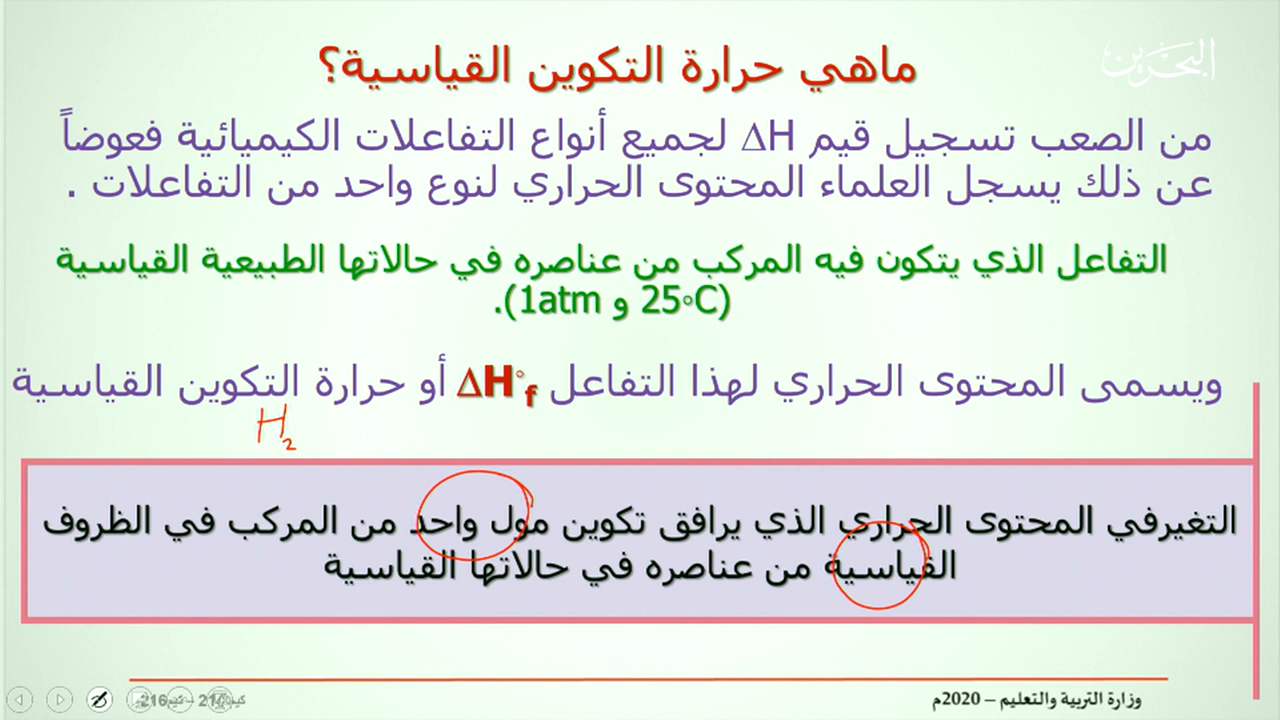 البحرين
ماهي حرارة التكوين القياسية؟
من الصعب تسجيل قيم ΔH لجميع أنواع التفاعلات الكيميائية فعوضاً
عن ذلك يسجل العلماء المحتوى الحراري لنوع واحد من التفاعلات .
التفاعل الذي يتكون فيه المركب من عناصره في حالاتها الطبيعية القياسية
(25◦C و 1atm).
ويسمى المحتوى الحراري لهذا التفاعل ΔH°f أو حرارة التكوين القياسية
H2
التغيرفي المحتوى الحراري الذي يرافق تكوين مول واحد من المركب في الظروف
القياسية من عناصره في حالاتها القياسية
وزارة التربية والتعليم – 2020م